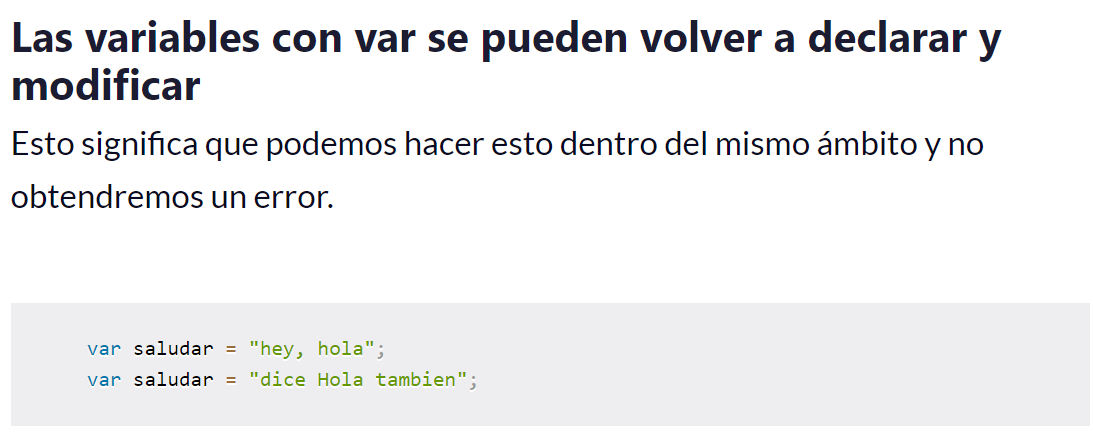 Las variables con var se pueden volver a declarar y
modificar
Esto significa que podemos hacer esto dentro del mismo ámbito y no
obtendremos un error.
var saludar = "hey, hola";
var saludar = "dice Hola tambien";